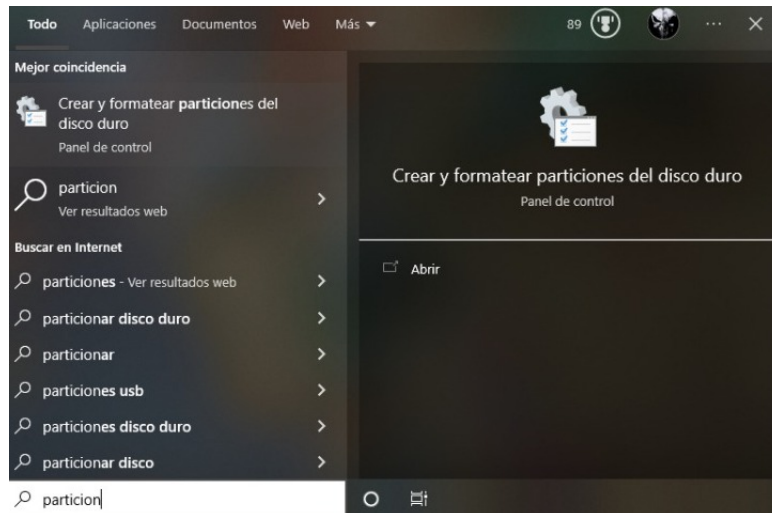 Todo Aplicaciones Documentos Web Más 89 ...
Mejor coincidencia
Crear y formatear particiones del
disco duro
Panel de control
particion
Ver resultados web
Buscar en Internet
particiones - Ver resultados web
particionar disco duro
particionar
particiones usb
particiones disco duro
particionar disco
particion
Crear y formatear particiones del disco duro
Panel de control
Abrir